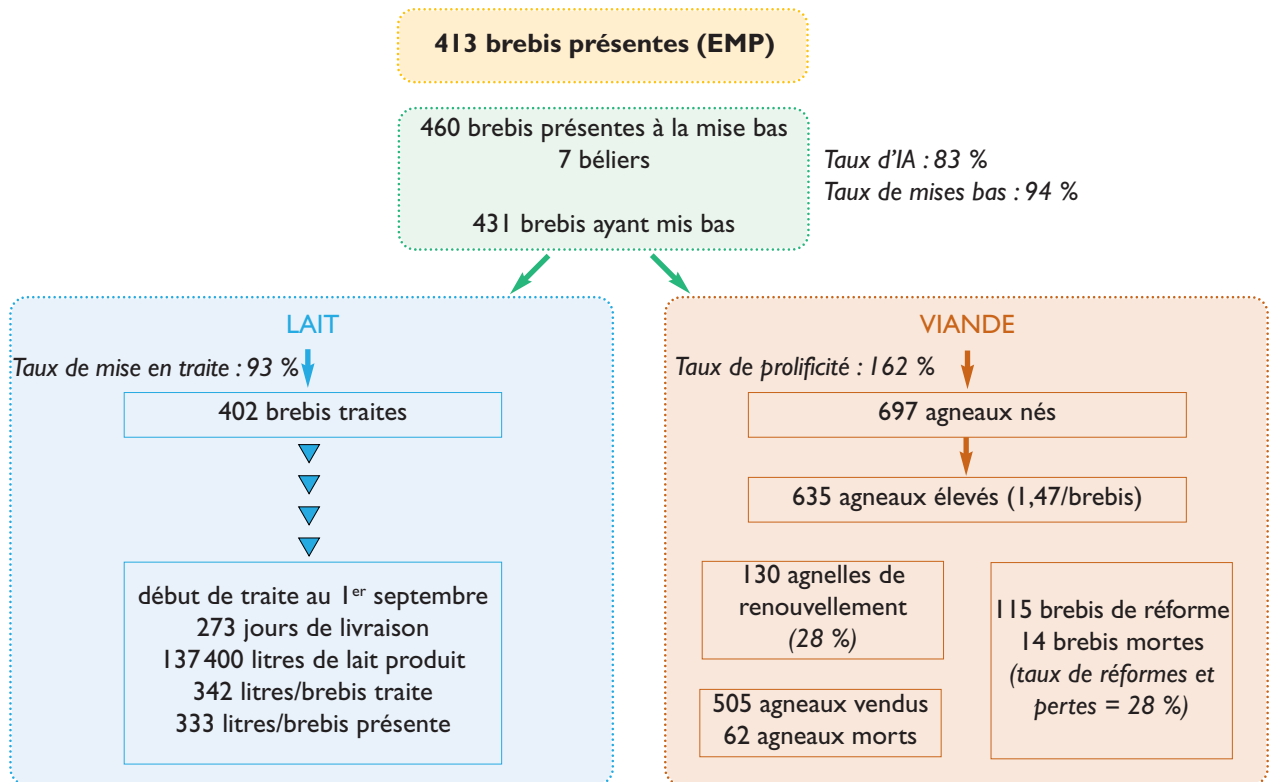 413 brebis présentes (EMP)
460 brebis présentes à la mise bas
7 béliers
431 brebis ayant mis bas
Taux d'IA : 83 %
Taux de mises bas : 94 %
LAIT
Taux de mise en traite : 93 %
402 brebis traites
début de traite au 1er septembre
273 jours de livraison
137 400 litres de lait produit
342 litres/brebis traite
333 litres/brebis présente
VIANDE
Taux de prolificité : 162 %
697 agneaux nés
635 agneaux élevés (1,47/brebis)
130 agnelles de
renouvellement
(28 %)
505 agneaux vendus
62 agneaux morts
115 brebis de réforme
14 brebis mortes
(taux de réformes et
pertes = 28 %)